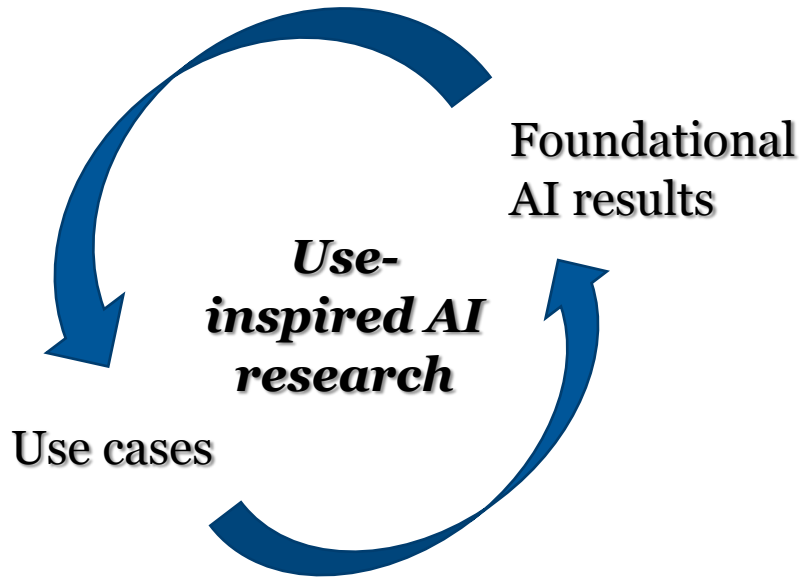 Foundational
AI results
Use-
inspired AI
research
Use cases